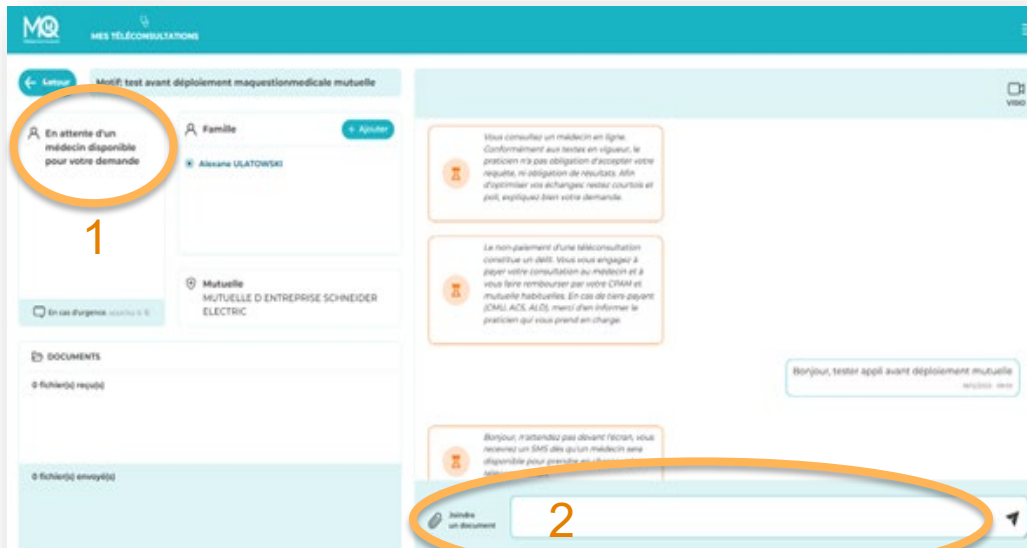 MQ
MES TÉLÉCONSULTATIONS
Retour
Motif: test avant déploiement maquestionmedicale mutuelle
En attente d'un
médecin disponible
pour votre demande
1
Famille
+ Ajouter
Alexane ULATOWSKI
Mutuelle
MUTUELLE D ENTREPRISE SCHNEIDER
ELECTRIC
En cas d'urgence
DOCUMENTS
0 fichier(s) reçu(s)
0 fichier(s) envoyé(s)
VISIO
Vous consultez un médecin en ligne.
Conformément aux textes en vigueur, le
praticien n'a pas obligation d'accepter votre
requête, ni obligation de résultats. Afin
d'optimiser vos échanges: restez courtois et
poli, expliquez bien votre demande.
Le non-paiement d'une téléconsultation
constitue un délit. Vous vous engagez à
payer votre consultation au médecin et à
vous faire rembourser par votre CPAM et
mutuelle habituelles. En cas de tiers-payant
(CMU, ACS, ALD), merci d'en informer le
praticien qui vous prend en charge.
Bonjour, tester appli avant déploiement mutuelle
Bonjour, n'attendez pas devant l'écran, vous
recevrez un SMS dès qu'un médecin sera
disponible pour prendre en charge
Joindre
un document
2